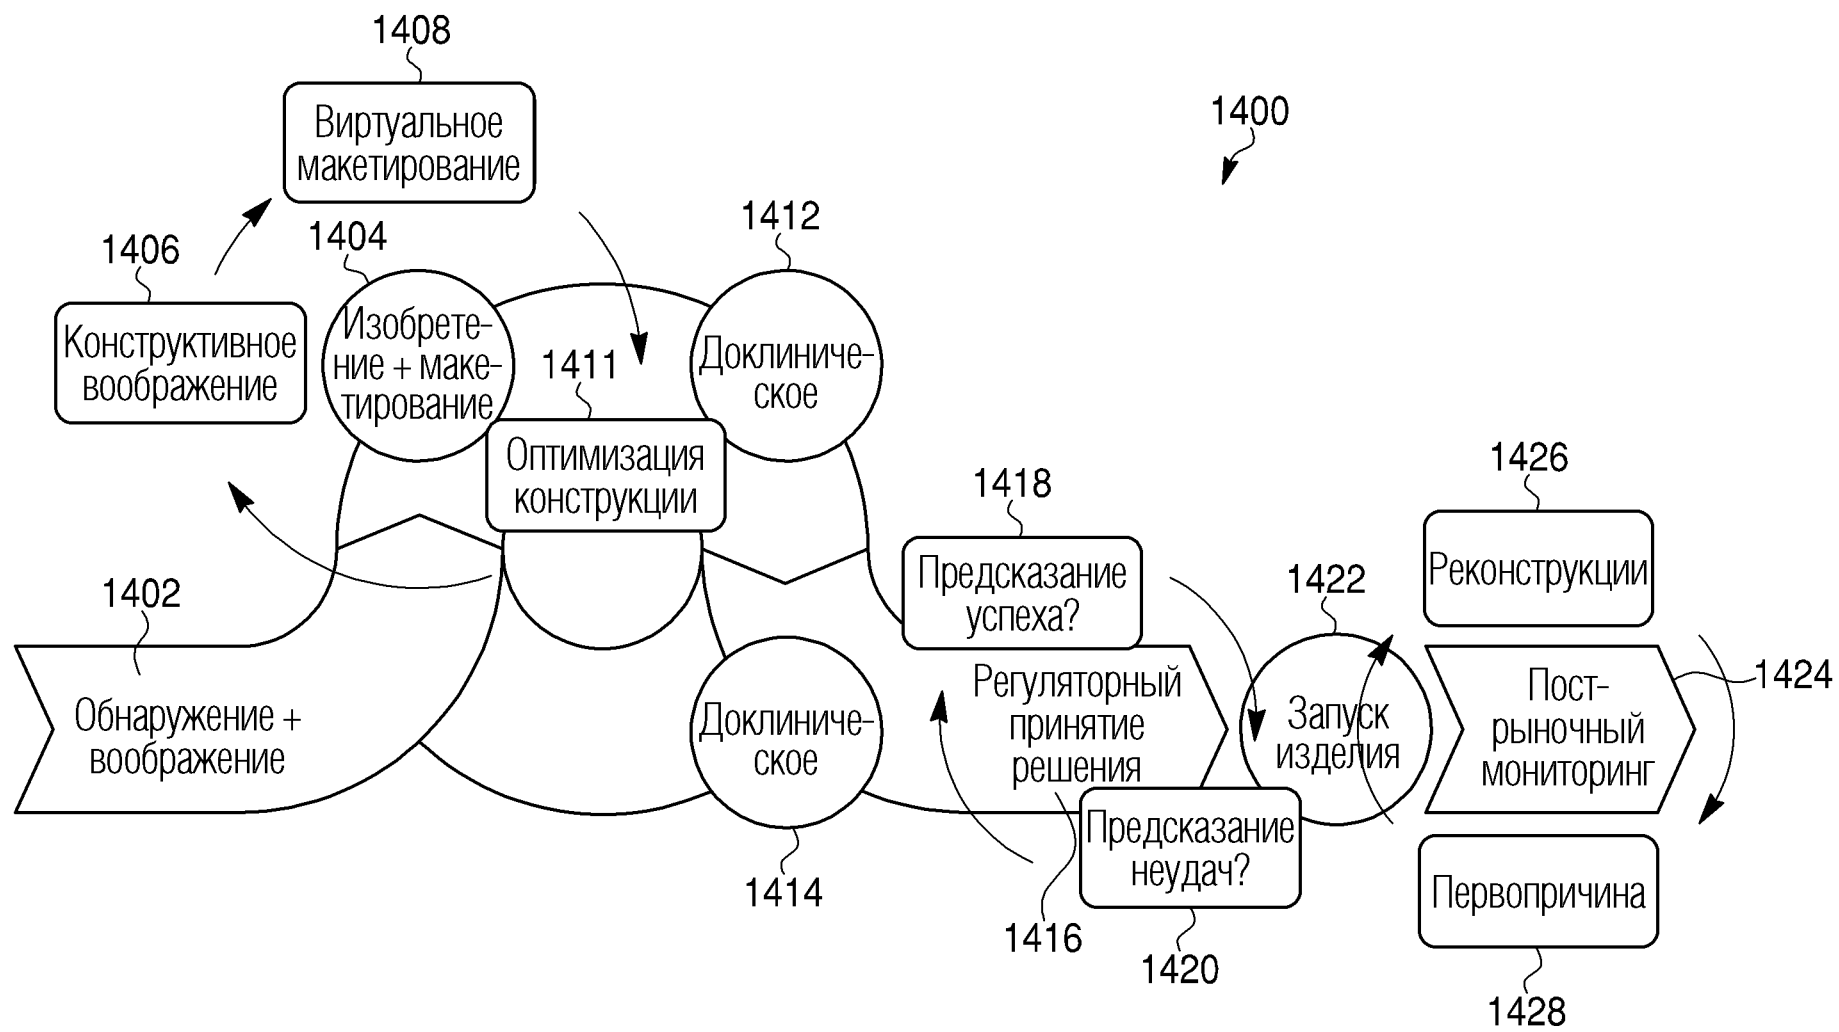 1408
Виртуальное
макетирование
1400
1412
1404
1406
Изобрете-
ние + маке-
тирование
Конструктивное
воображение
1411
Доклиниче-
ское
Оптимизация
конструкции
1418
1426
Предсказание
успеха?
1422
Реконструкции
1402
Обнаружение +
воображение
Доклиниче-
ское
1414
Регуляторный
принятие
решения
Запуск
изделия
Пост-
рыночный
мониторинг
1424
Предсказание
неудач?
1416
1420
Первопричина
1428